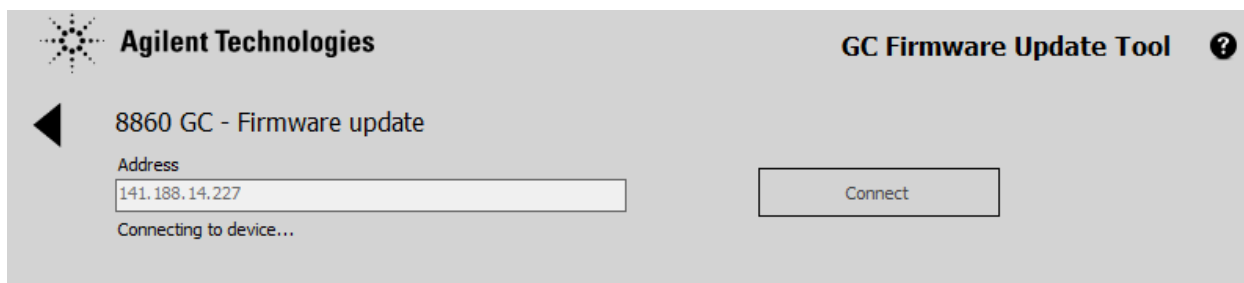 Agilent Technologies
GC Firmware Update Tool ?
8860 GC - Firmware update
Address
141.188.14.227
Connect
Connecting to device...